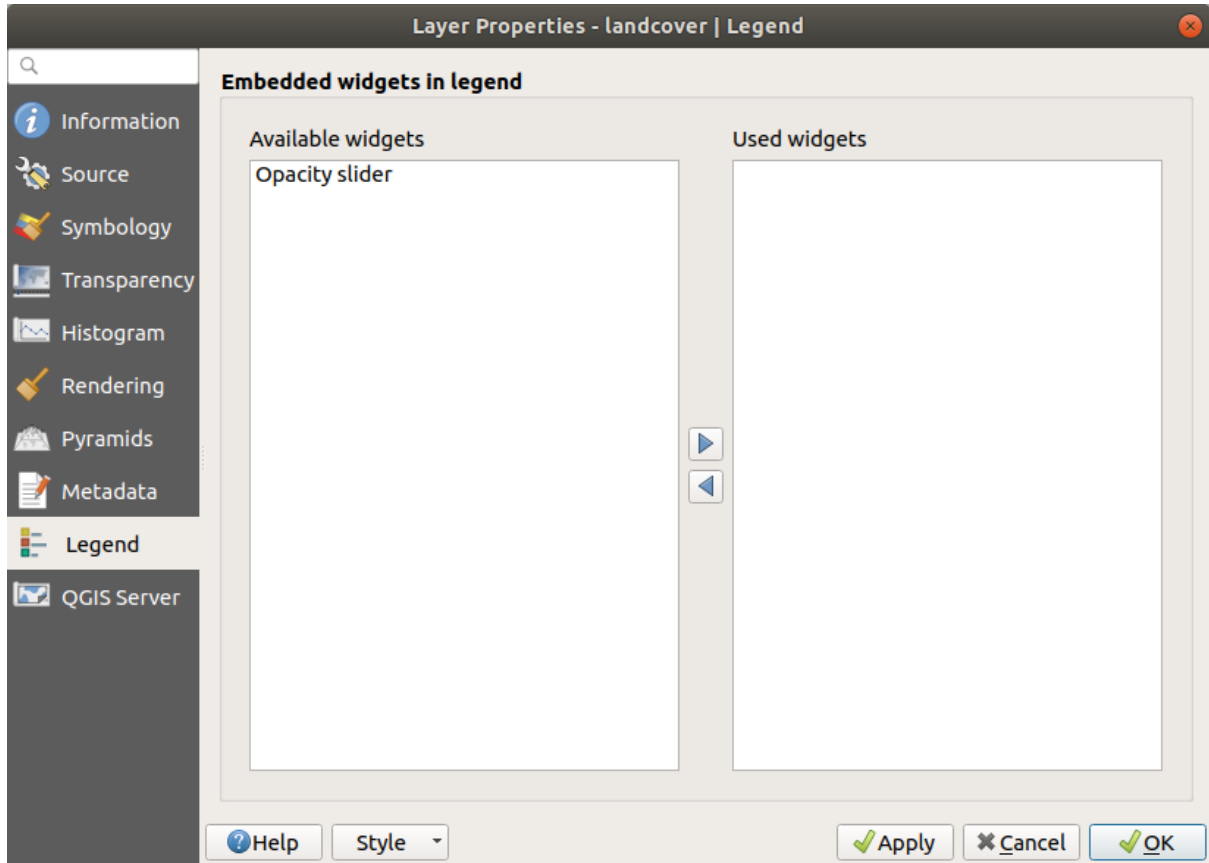 Layer Properties - landcover | Legend
Information
Source
Symbology
Transparency
Histogram
Rendering
Pyramids
Metadata
Legend
QGIS Server
Embedded widgets in legend
Available widgets
Opacity slider
Used widgets
Help
Style
Apply
Cancel
OK